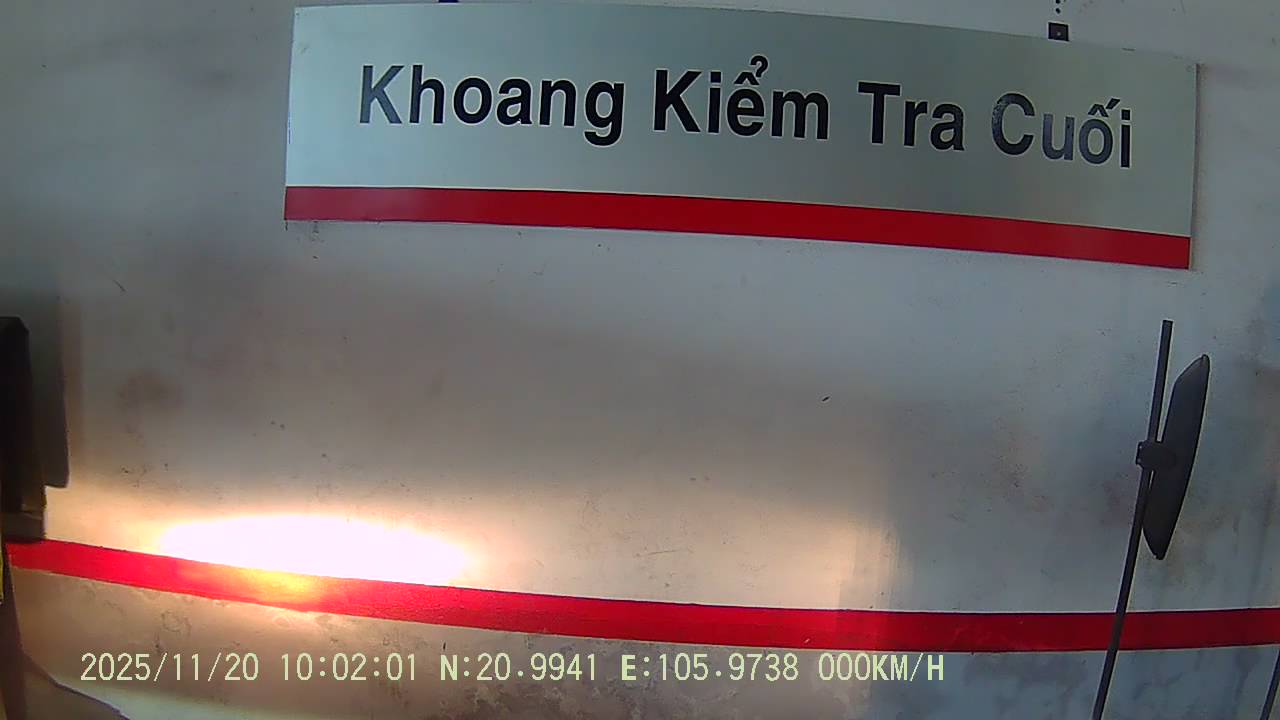 Khoang Kiểm Tra Cuối
2025/11/20 10:02:01 N:20.9941 E:105.9738 000KM/H